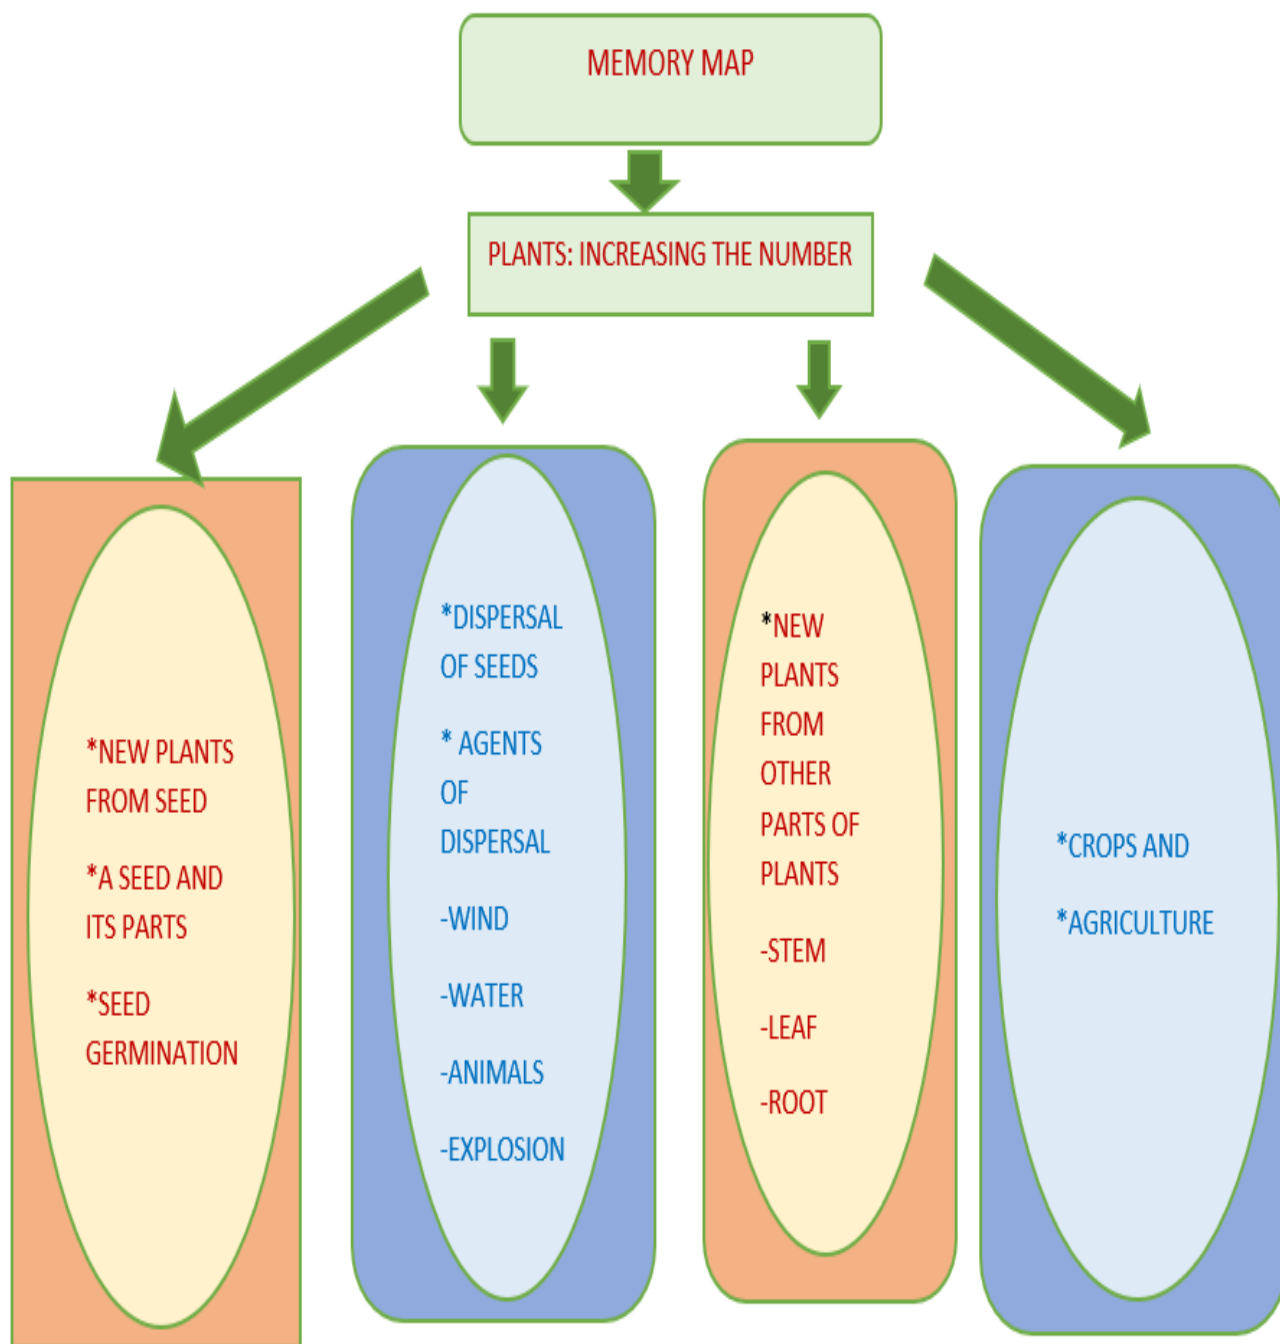 MEMORY MAP
PLANTS: INCREASING THE NUMBER
*NEW PLANTS
FROM SEED
*A SEED AND
ITS PARTS
*SEED
GERMINATION
*DISPERSAL
OF SEEDS
* AGENTS
OF
DISPERSAL
-WIND
-WATER
-ANIMALS
-EXPLOSION
*NEW
PLANTS
FROM
OTHER
PARTS OF
PLANTS
-STEM
-LEAF
-ROOT
*CROPS AND
*AGRICULTURE